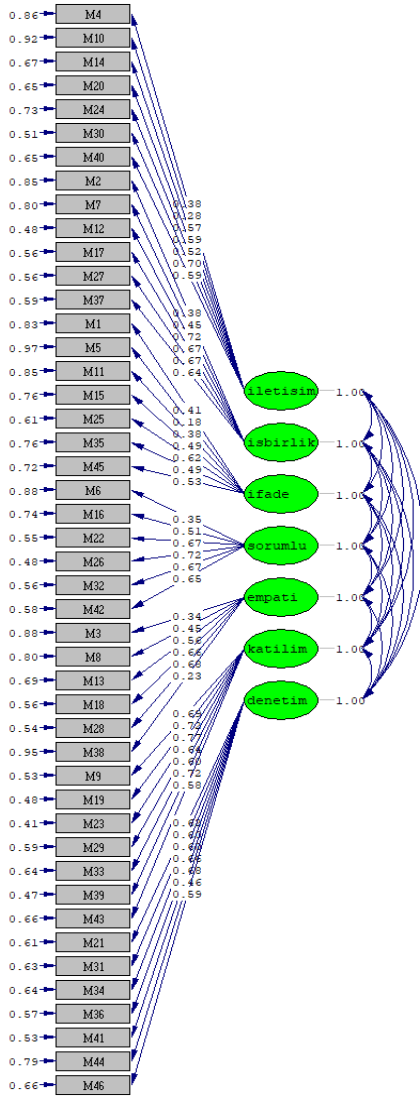 0.86 M4
0.92 M10
0.67 M14
0.65 M20
0.73 M24
0.51 M30
0.65 M40
0.85 M2
0.80 M7
0.48 M12
0.56 M17
0.56 M27
0.59 M37
0.83 M1
0.97 M5
0.85 M11
0.76 M15
0.61 M25
0.76 M35
0.72 M45
0.88 M6
0.74 M16
0.55 M22
0.48 M26
0.56 M32
0.58 M42
0.88 M3
0.80 M8
0.69 M13
0.56 M18
0.54 M28
0.95 M38
0.53 M9
0.48 M19
0.41 M23
0.59 M29
0.64 M33
0.47 M39
0.66 M43
0.61 M21
0.63 M31
0.64 M34
0.57 M36
0.53 M41
0.79 M44
0.66 M46
0.38
0.28
0.57
0.59
0.52
0.70
0.59
0.38
0.45
0.72
0.67
0.67
0.64
0.41
0.18
0.38
0.49
0.62
0.49
0.53
0.35
0.51
0.67
0.72
0.67
0.65
0.34
0.45
0.56
0.66
0.68
0.23
0.69
0.72
0.77
0.64
0.60
0.72
0.58
0.66
0.68
0.46
0.59
iletisim 1.00
isbirlik 1.00
ifade 1.00
sorumlu 1.00
empati 1.00
katilim 1.00
denetim 1.00